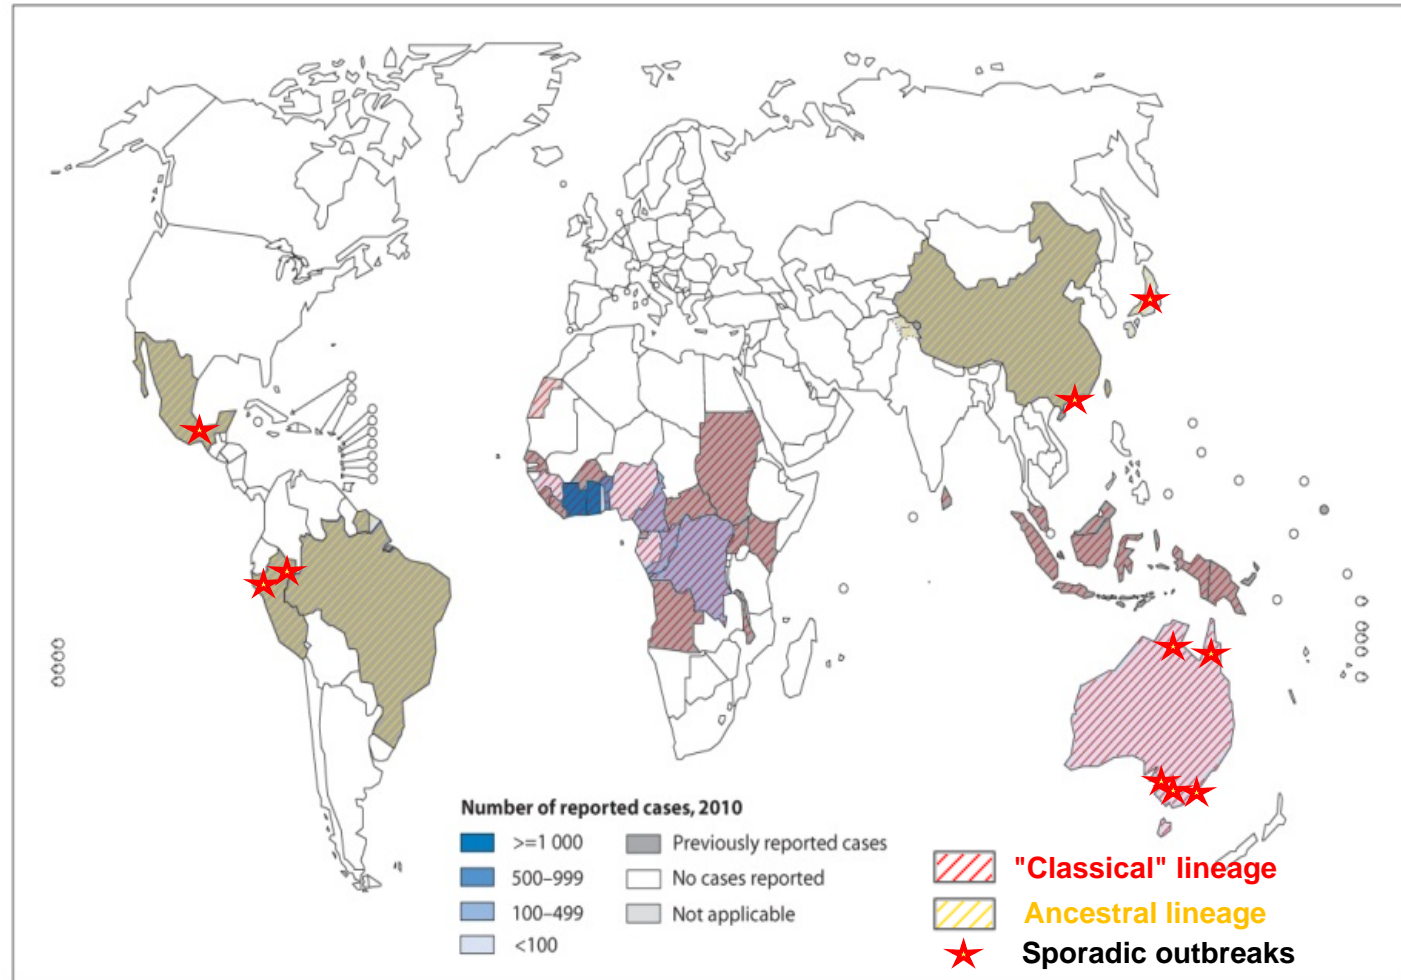 Number of reported cases, 2010
>=1 000
500–999
100–499
<100
Previously reported cases
No cases reported
Not applicable
"Classical" lineage
Ancestral lineage
Sporadic outbreaks